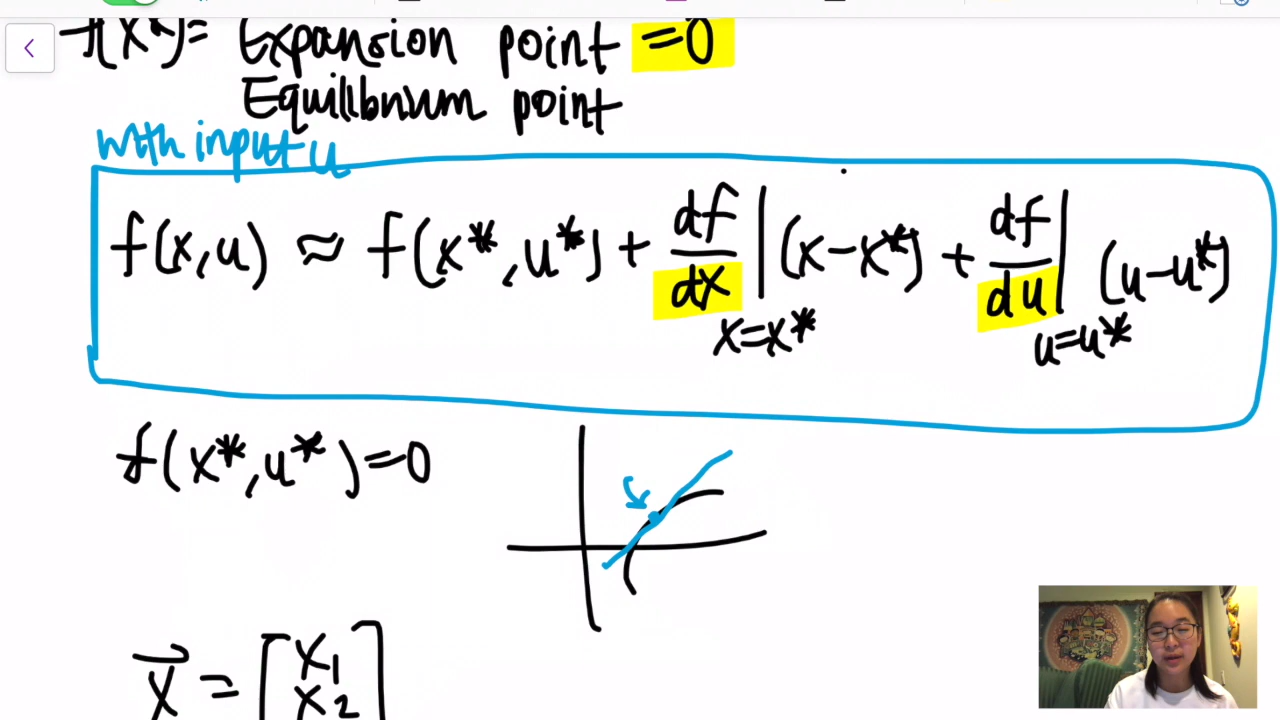 f(x*)= Expansion point =0
Equilibrium point
with input u
f(x,u) ≈ f(x*,u*) + df/dx | x=x* (x-x*) + df/du | u=u* (u-u*)
f(x*,u*)=0
x⃗ = [x1
x2